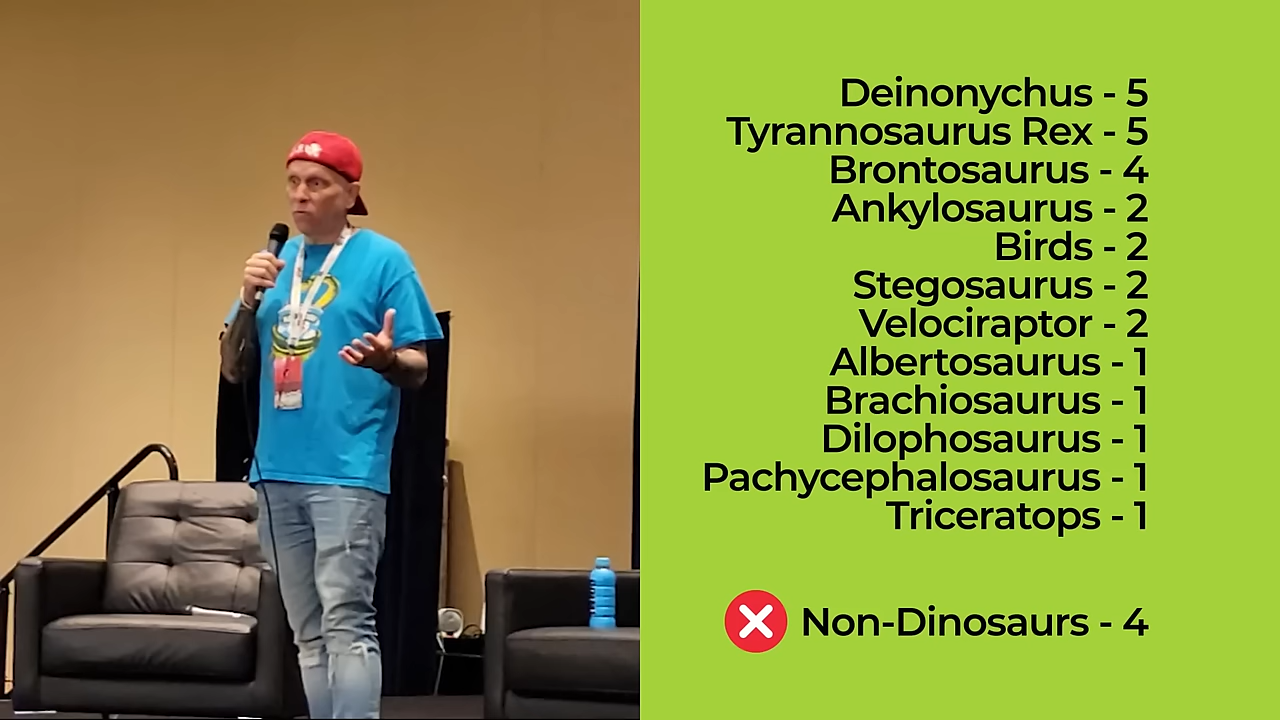 Deinonychus - 5
Tyrannosaurus Rex - 5
Brontosaurus - 4
Ankylosaurus - 2
Birds - 2
Stegosaurus - 2
Velociraptor - 2
Albertosaurus - 1
Brachiosaurus - 1
Dilophosaurus - 1
Pachycephalosaurus - 1
Triceratops - 1
Non-Dinosaurs - 4